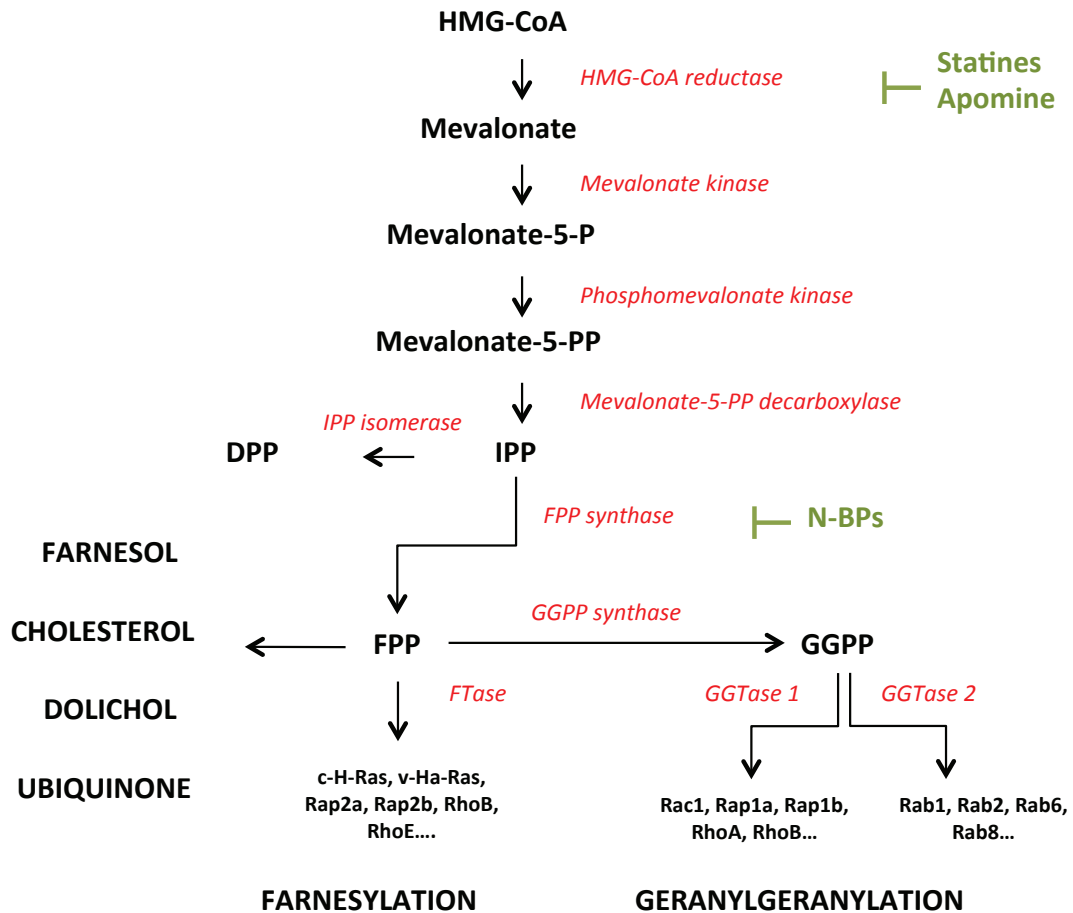 HMG-CoA
HMG-CoA reductase
Statines
Apomine
Mevalonate
Mevalonate kinase
Mevalonate-5-P
Phosphomevalonate kinase
Mevalonate-5-PP
Mevalonate-5-PP decarboxylase
IPP isomerase
DPP
IPP
FPP synthase
N-BPs
FARNESOL
GGPP synthase
CHOLESTEROL
FPP
GGPP
DOLICHOL
FTase
GGTase 1
GGTase 2
UBIQUINONE
c-H-Ras, v-Ha-Ras,
Rap2a, Rap2b, RhoB,
RhoE....
Rac1, Rap1a, Rap1b,
RhoA, RhoB...
Rab1, Rab2, Rab6,
Rab8...
FARNESYLATION
GERANYLGERANYLATION